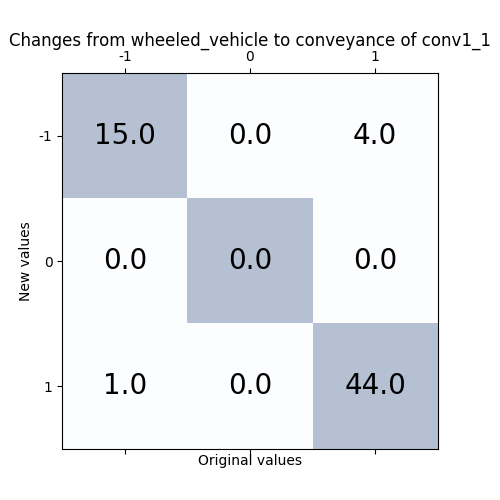 Changes from wheeled_vehicle to conveyance of conv1_1
-1 0 1
-1 15.0 0.0 4.0
0 0.0 0.0 0.0
1 1.0 0.0 44.0
New values
Original values